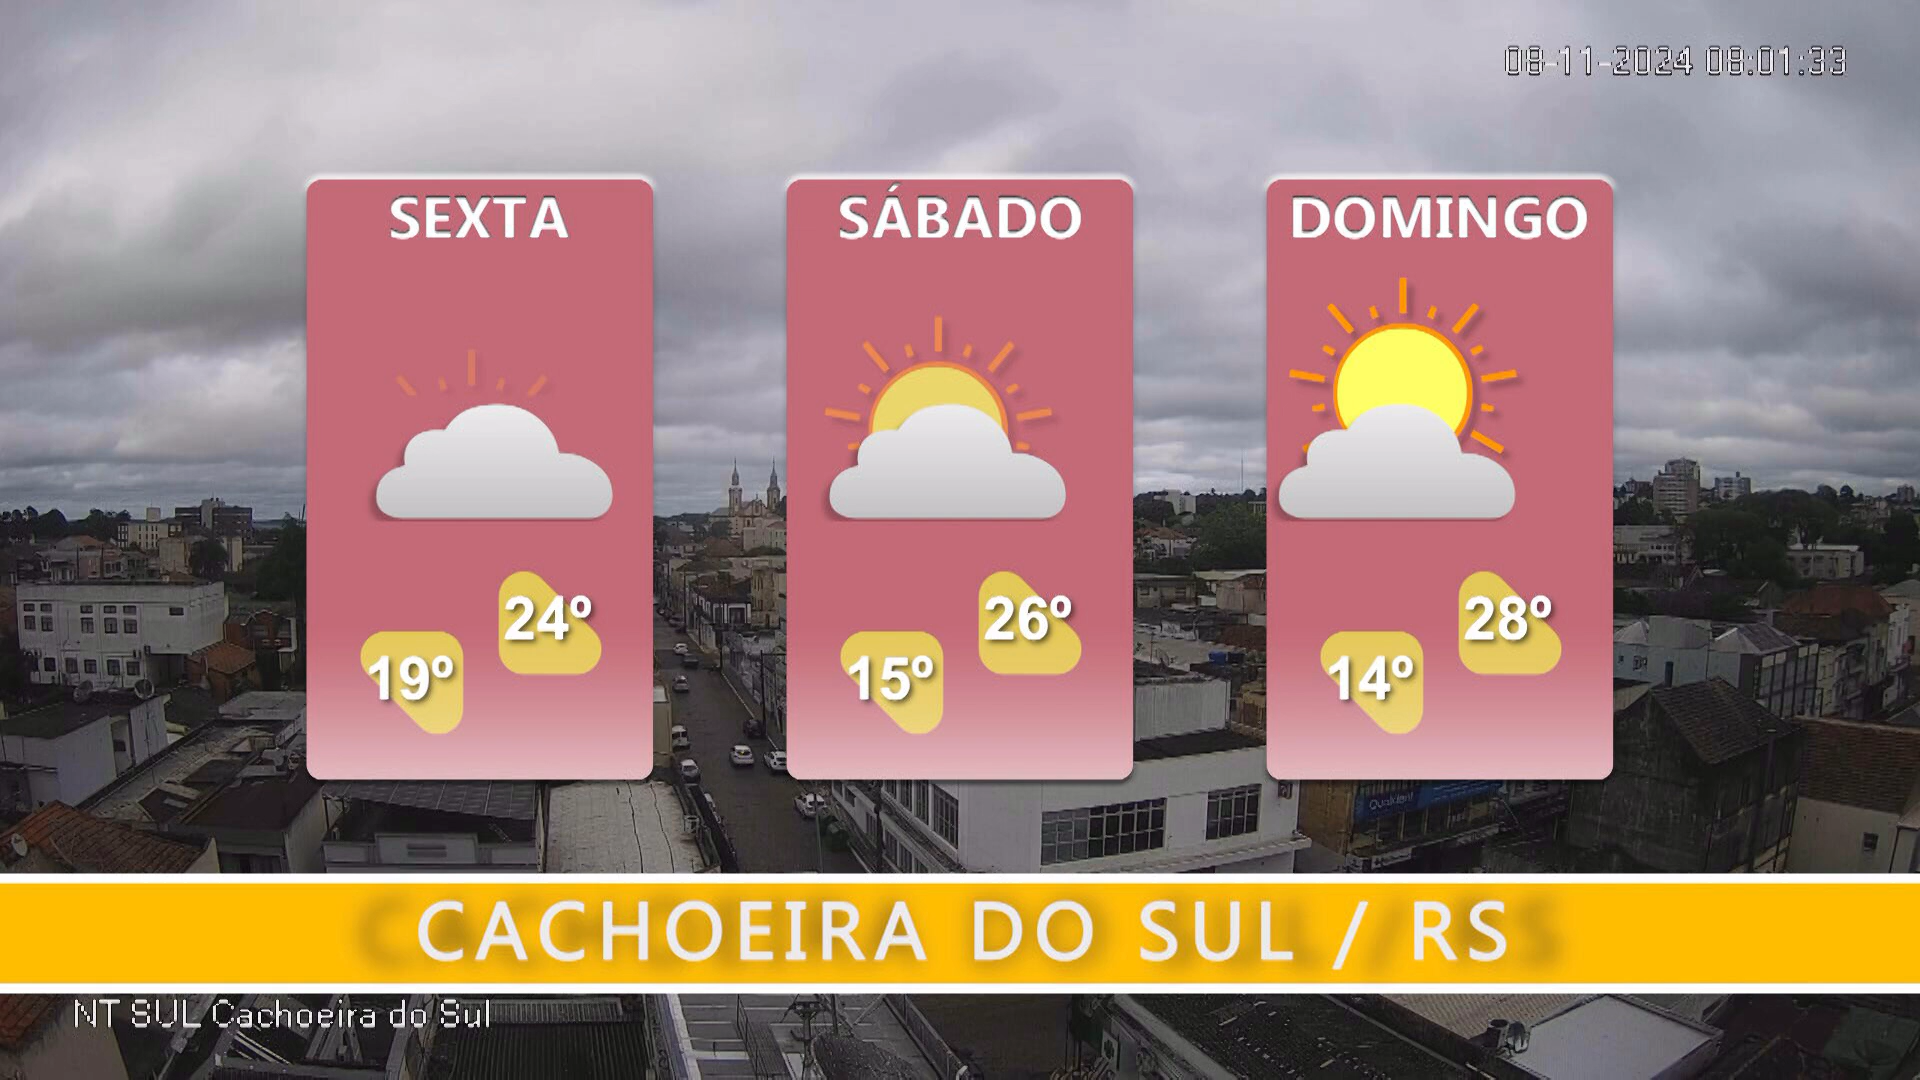 08-11-2024 08:01:33
SEXTA
24º
19º
SÁBADO
26º
15º
DOMINGO
28º
14º
CACHOEIRA DO SUL / RS
NT SUL Cachoeira do Sul